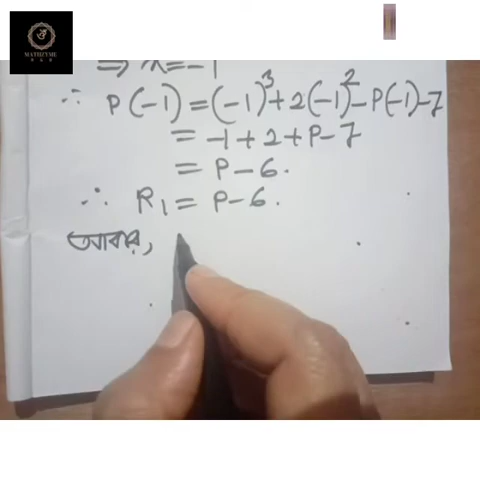 MATHZYME
⇒ x = -1
∴ P(-1) = (-1)³ + 2(-1)² - P(-1) - 7
= -1 + 2 + P - 7
= P - 6.
∴ R₁ = P - 6.
আবার,